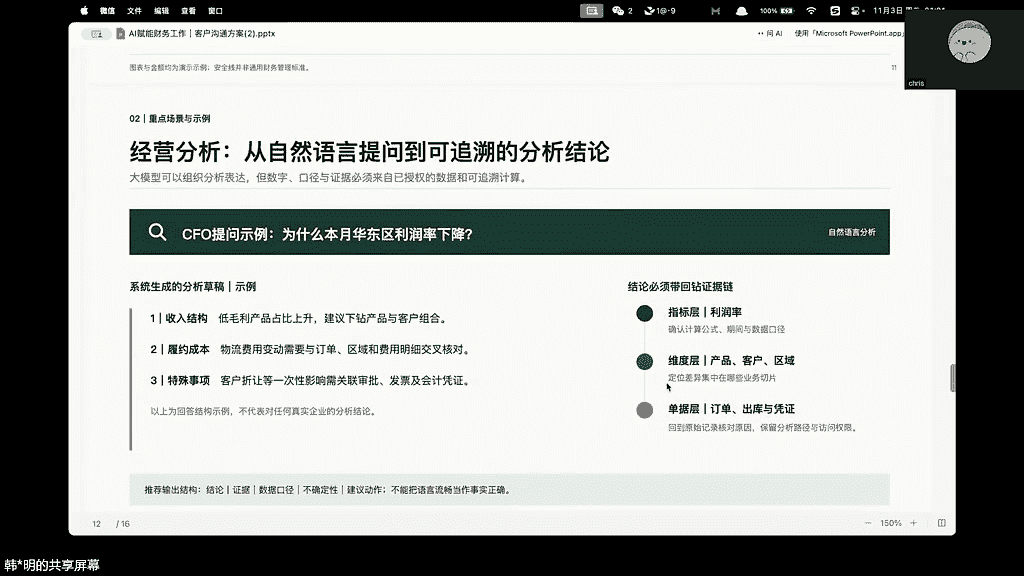 微信 文件 编辑 查看 窗口
2 1@·9 100% 11月3日
AI赋能财务工作｜客户沟通方案(2).pptx
问 AI 使用「Microsoft PowerPoint.app」
chris
图表与金额均为演示示例；安全线并非通用财务管理标准。
11
02｜重点场景与示例
经营分析：从自然语言提问到可追溯的分析结论
大模型可以组织分析表达，但数字、口径与证据必须来自已授权的数据和可追溯计算。
CFO提问示例：为什么本月华东区利润率下降？
自然语言分析
系统生成的分析草稿｜示例
1｜收入结构 低毛利产品占比上升，建议下钻产品与客户组合。
2｜履约成本 物流费用变动需要与订单、区域和费用明细交叉核对。
3｜特殊事项 客户折让等一次性影响需关联审批、发票及会计凭证。
以上为回答结构示例，不代表对任何真实企业的分析结论。
结论必须带回钻证据链
指标层｜利润率
确认计算公式、期间与数据口径
维度层｜产品、客户、区域
定位差异集中在哪些业务切片
单据层｜订单、出库与凭证
回到原始记录核对原因，保留分析路径与访问权限。
推荐输出结构：结论｜证据｜数据口径｜不确定性｜建议动作；不能把语言流畅当作事实正确。
12 / 16
150%
韩*明的共享屏幕